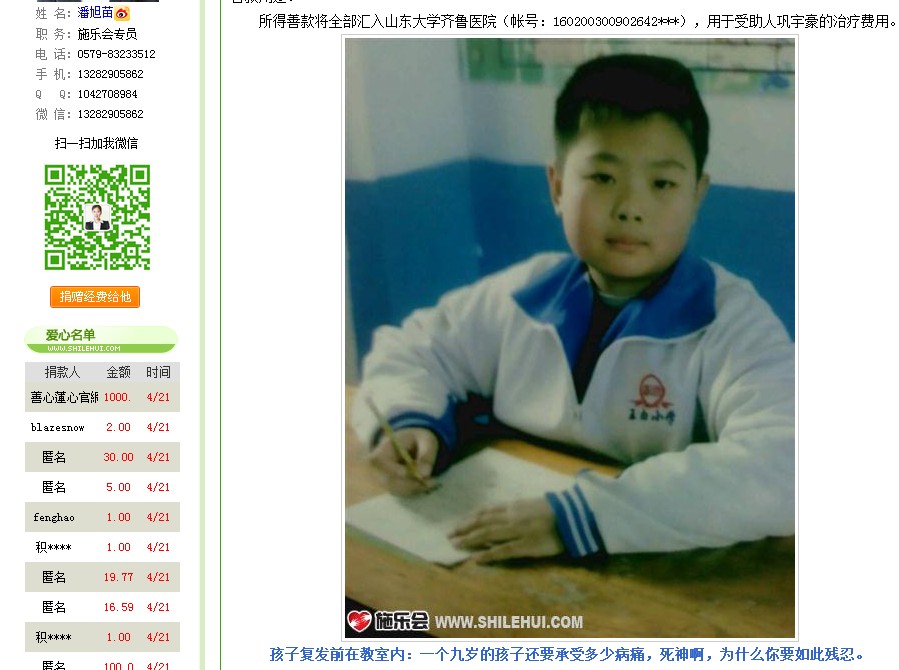 姓 名： 潘旭苗
职 务： 施乐会专员
电 话： 0579-83233512
手 机： 13282905862
Q Q： 1042708984
微 信： 13282905862
扫一扫加我微信
捐赠经费给他
爱心名单
WWW.SHILEHUI.COM
捐款人 金额 时间
善心蓬心官 1000. 4/21
blazesnow 2.00 4/21
匿名 30.00 4/21
匿名 5.00 4/21
fenghao 1.00 4/21
积**** 1.00 4/21
匿名 19.77 4/21
匿名 16.59 4/21
积**** 1.00 4/21
匿名 100.0 4/21
所得善款将全部汇入山东大学齐鲁医院（帐号：160200300902642***），用于受助人巩宇豪的治疗费用。
施乐会 WWW.SHILEHUI.COM
孩子复发前在教室内：一个九岁的孩子还要承受多少病痛，死神啊，为什么你要如此残忍。